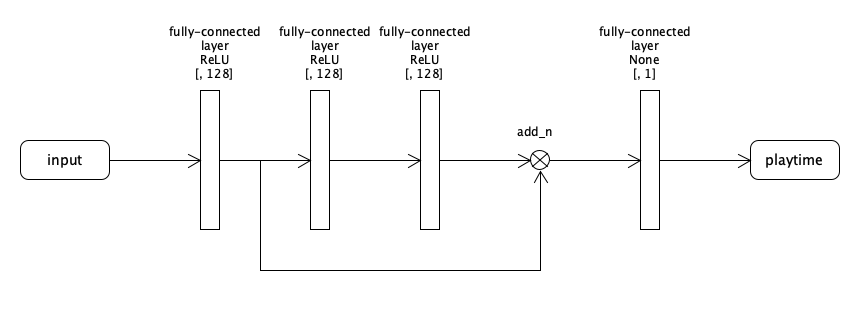 fully-connected
layer
ReLU
[, 128]
fully-connected
layer
ReLU
[, 128]
fully-connected
layer
ReLU
[, 128]
fully-connected
layer
None
[, 1]
add_n
input
playtime